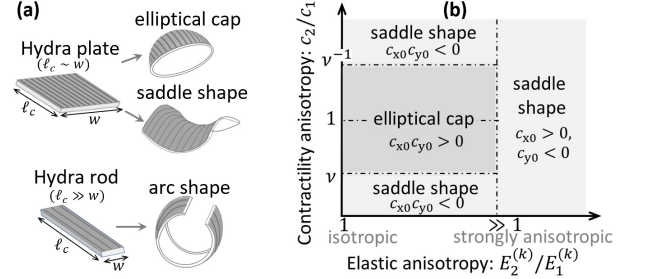 (a)
elliptical cap
Hydra plate
(ℓc ~ w)
saddle shape
ℓc
w
Hydra rod
(ℓc ≫ w)
arc shape
ℓc
w
(b)
Contractility anisotropy: c2/c1
ν⁻¹
1
ν
saddle shape
cx0cy0 < 0
elliptical cap
cx0cy0 > 0
saddle shape
cx0cy0 < 0
saddle
shape
cx0 > 0,
cy0 < 0
1
≫ 1
isotropic
strongly anisotropic
Elastic anisotropy: E2^(k)/E1^(k)